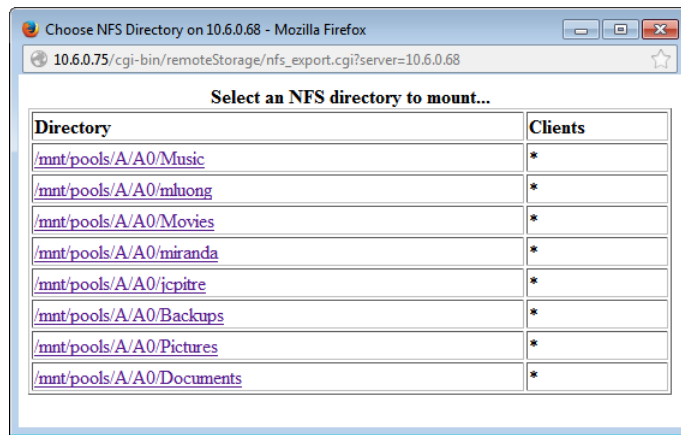 Choose NFS Directory on 10.6.0.68 - Mozilla Firefox
10.6.0.75/cgi-bin/remoteStorage/nfs_export.cgi?server=10.6.0.68
Select an NFS directory to mount...
Directory Clients
/mnt/pools/A/A0/Music *
/mnt/pools/A/A0/mluong *
/mnt/pools/A/A0/Movies *
/mnt/pools/A/A0/miranda *
/mnt/pools/A/A0/jcpitre *
/mnt/pools/A/A0/Backups *
/mnt/pools/A/A0/Pictures *
/mnt/pools/A/A0/Documents *